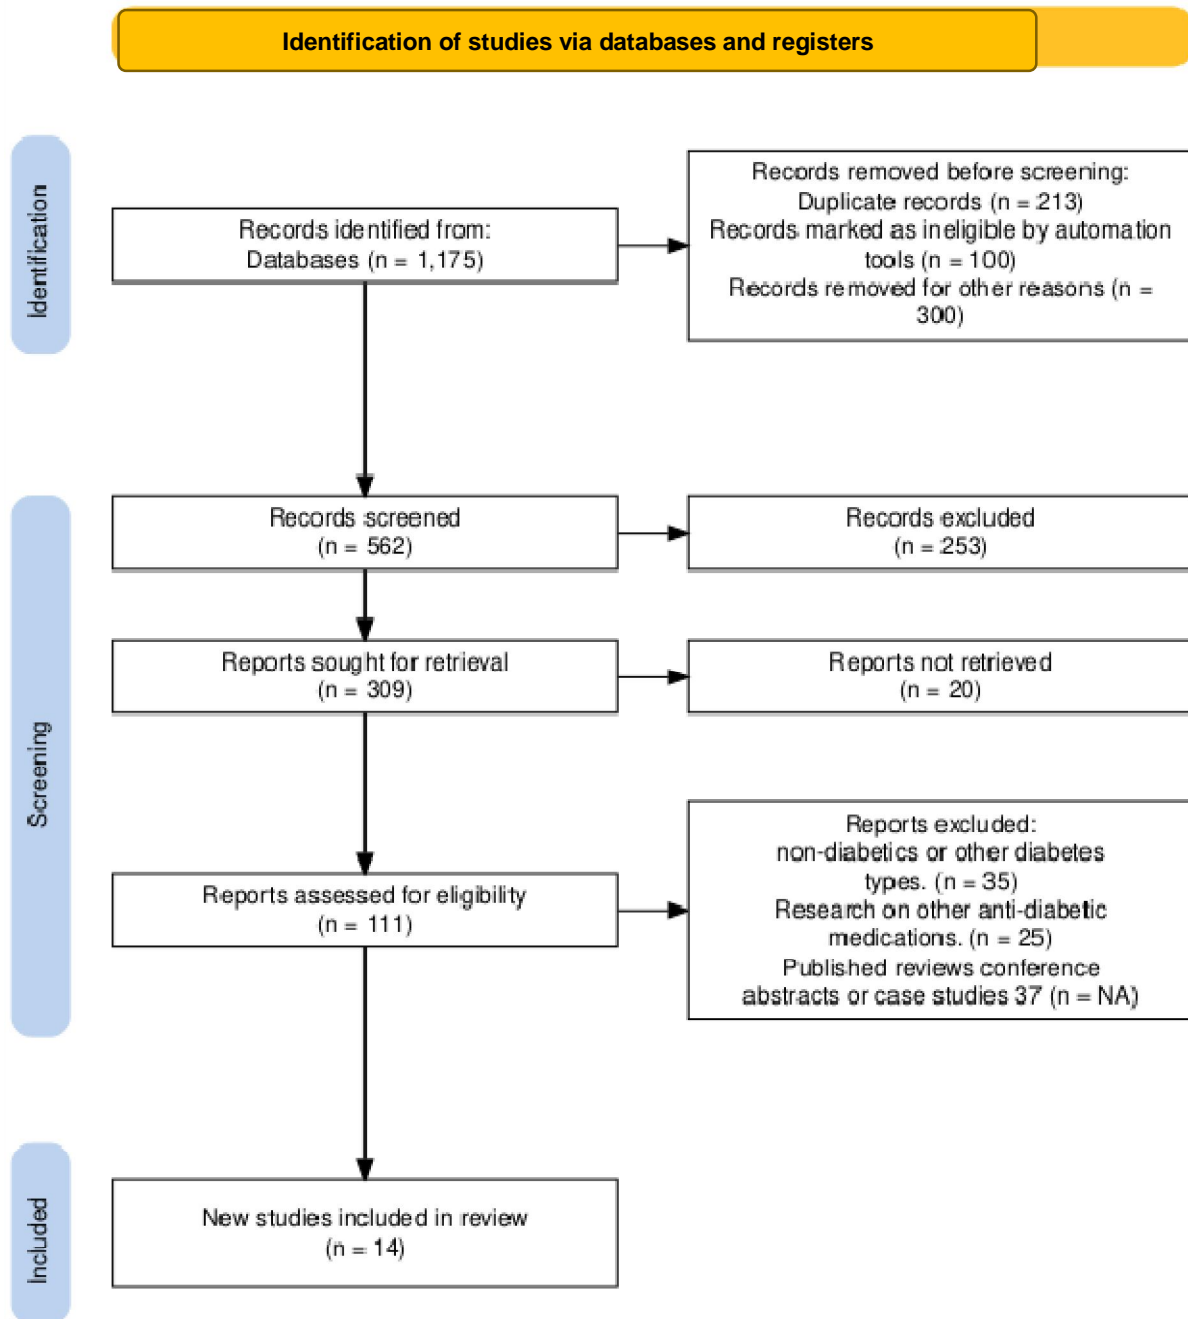 Identification of studies via databases and registers
Identification
Records identified from:
Databases (n = 1,175)
Records removed before screening:
Duplicate records (n = 213)
Records marked as ineligible by automation
tools (n = 100)
Records removed for other reasons (n =
300)
Screening
Records screened
(n = 562)
Records excluded
(n = 253)
Reports sought for retrieval
(n = 309)
Reports not retrieved
(n = 20)
Reports assessed for eligibility
(n = 111)
Reports excluded:
non-diabetics or other diabetes
types. (n = 35)
Research on other anti-diabetic
medications. (n = 25)
Published reviews conference
abstracts or case studies 37 (n = NA)
Included
New studies included in review
(n = 14)